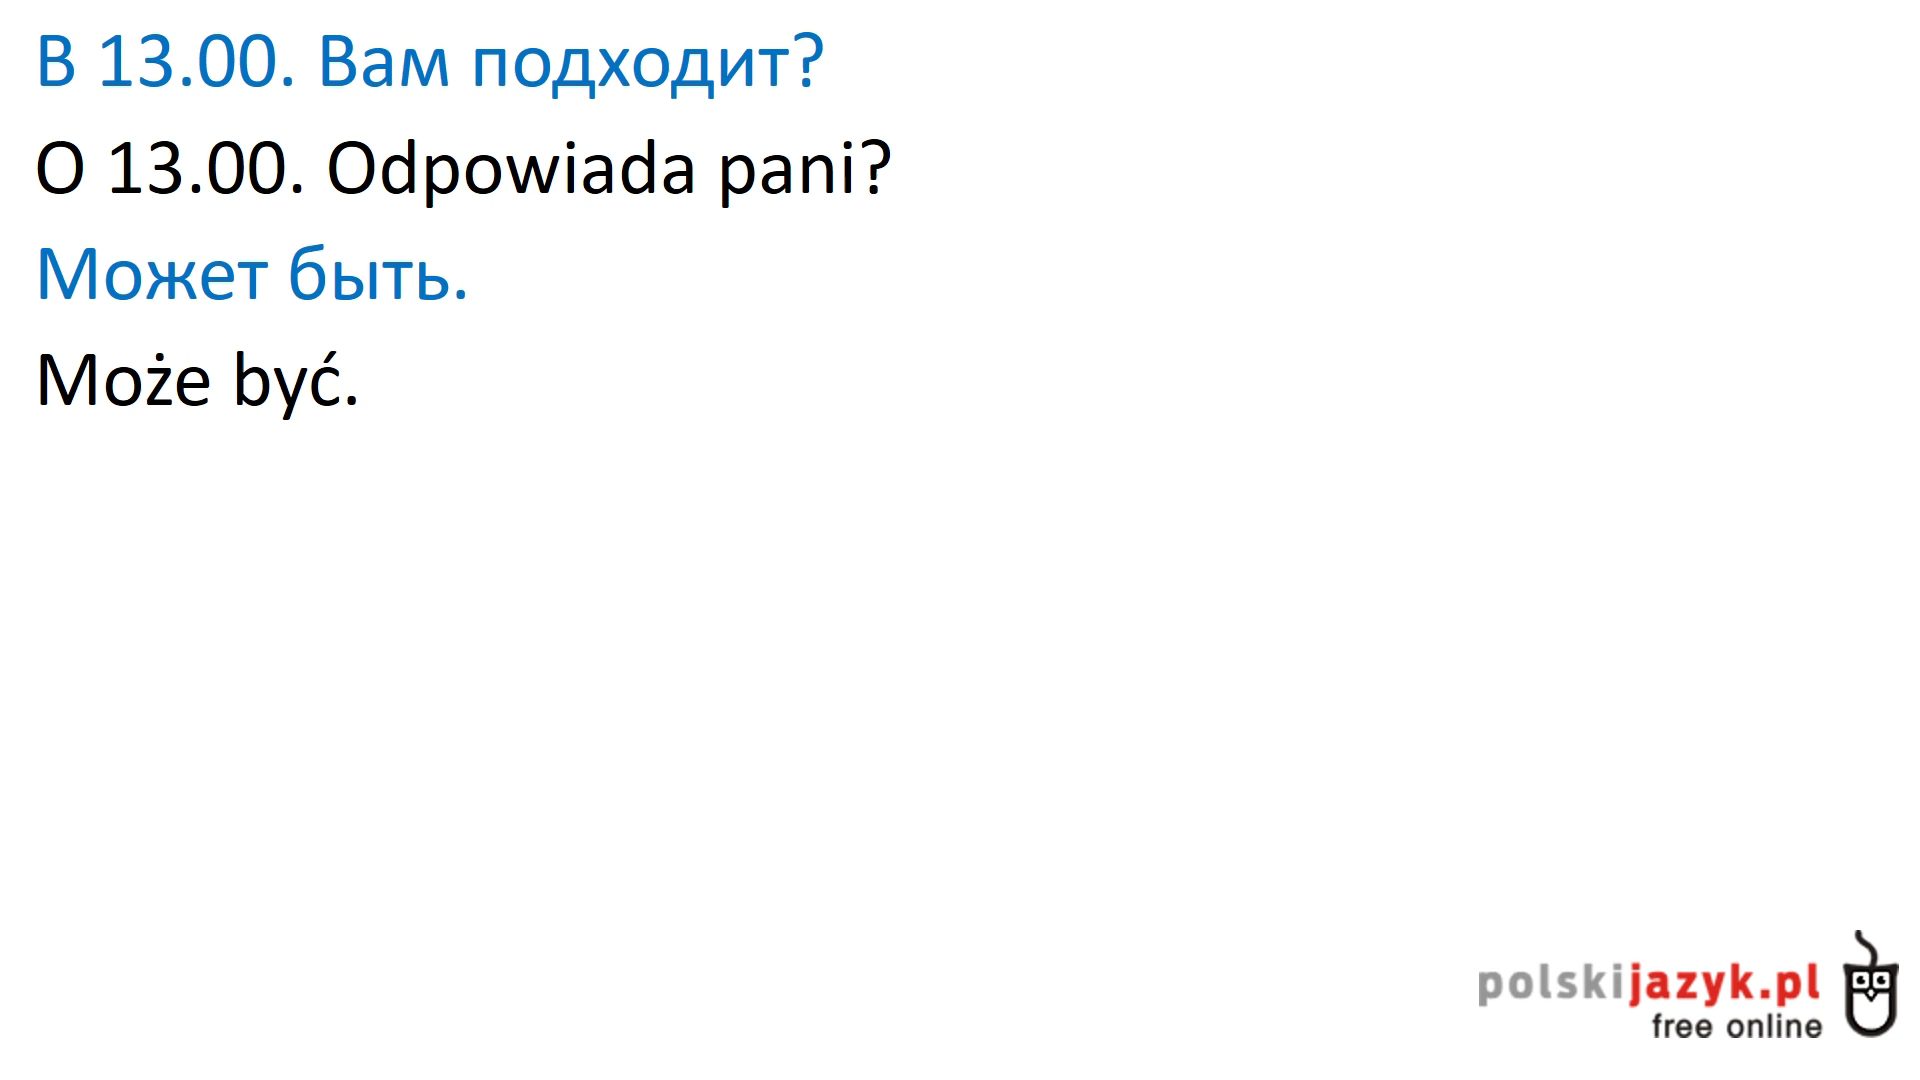 В 13.00. Вам подходит?
O 13.00. Odpowiada pani?
Может быть.
Może być.
polskijazyk.pl
free online